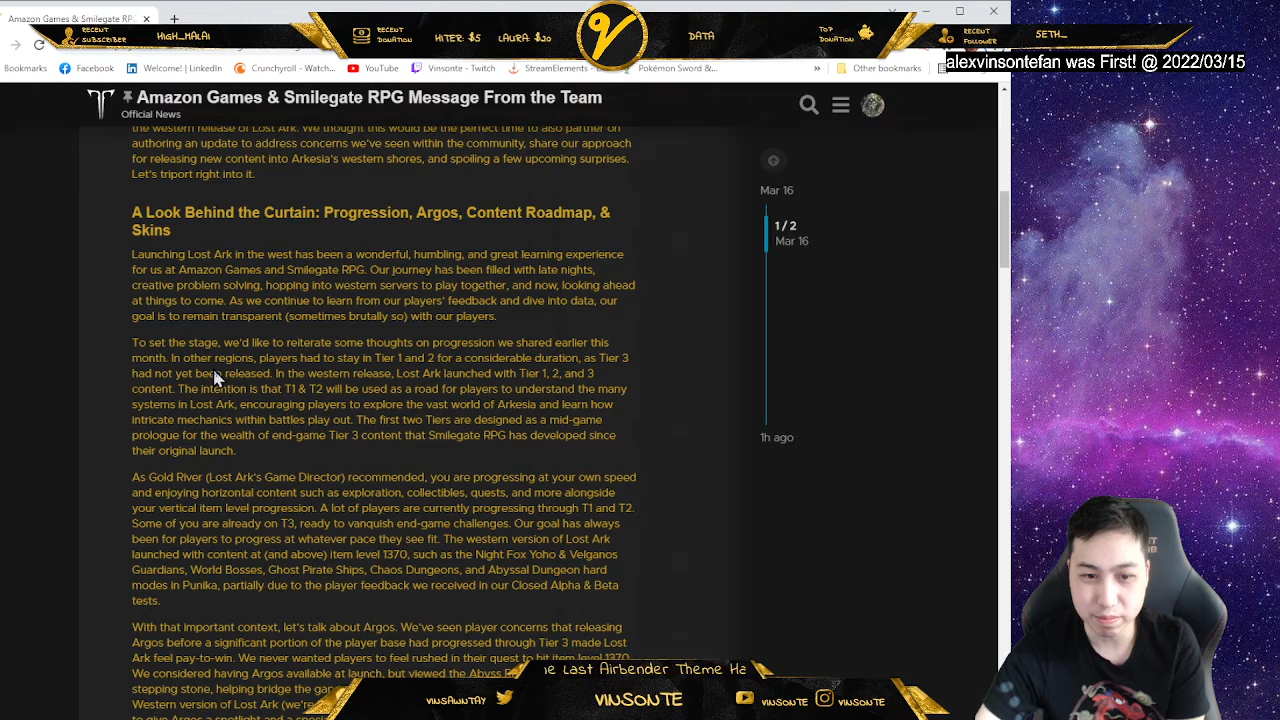 Amazon Games & Smilegate RPG
RECENT
SUBSCRIBER
HIGH_MALAI
RECENT
DONATION
HITER: $5
LAURA: $20
DATA
TOP
DONATION
RECENT
FOLLOWER
SETH_
alexvinsontefan was First! @ 2022/03/15
Bookmarks
Facebook
Welcome! | LinkedIn
Crunchyroll - Watch...
YouTube
Vinsonte - Twitch
StreamElements -
Pokémon Sword...
»
Other bookmarks
Amazon Games & Smilegate RPG Message From the Team
Official News
the western release of Lost Ark. We thought this would be the perfect time to also partner on
authoring an update to address concerns we've seen within the community, share our approach
for releasing new content into Arkesia's western shores, and spoiling a few upcoming surprises.
Let's triport right into it.
A Look Behind the Curtain: Progression, Argos, Content Roadmap, &
Skins
Launching Lost Ark in the west has been a wonderful, humbling, and great learning experience
for us at Amazon Games and Smilegate RPG. Our journey has been filled with late nights,
creative problem solving, hopping into western servers to play together, and now, looking ahead
at things to come. As we continue to learn from our players' feedback and dive into data, our
goal is to remain transparent (sometimes brutally so) with our players.
To set the stage, we'd like to reiterate some thoughts on progression we shared earlier this
month. In other regions, players had to stay in Tier 1 and 2 for a considerable duration, as Tier 3
had not yet been released. In the western release, Lost Ark launched with Tier 1, 2, and 3
content. The intention is that T1 & T2 will be used as a road for players to understand the many
systems in Lost Ark, encouraging players to explore the vast world of Arkesia and learn how
intricate mechanics within battles play out. The first two Tiers are designed as a mid-game
prologue for the wealth of end-game Tier 3 content that Smilegate RPG has developed since
their original launch.
As Gold River (Lost Ark's Game Director) recommended, you are progressing at your own speed
and enjoying horizontal content such as exploration, collectibles, quests, and more alongside
your vertical item level progression. A lot of players are currently progressing through T1 and T2.
Some of you are already on T3, ready to vanquish end-game challenges. Our goal has always
been for players to progress at whatever pace they see fit. The western version of Lost Ark
launched with content at (and above) item level 1370, such as the Night Fox Yoho & Velganos
Guardians, World Bosses, Ghost Pirate Ships, Chaos Dungeons, and Abyssal Dungeon hard
modes in Punika, partially due to the player feedback we received in our Closed Alpha & Beta
tests.
With that important context, let's talk about Argos. We've seen player concerns that releasing
Argos before a significant portion of the player base had progressed through Tier 3 made Lost
Ark feel pay-to-win. We never wanted players to feel rushed in their quest to hit item level 1370.
We considered having Argos available at launch, but viewed the Abyss
stepping stone, helping bridge the gap
Western version of Lost Ark (we're
to give Argos a spotlight and a
Mar 16
1 / 2
Mar 16
1h ago
The Last Airbender Theme
VINSAWNTAY
VINSONTE
VINSONTE
VINSONTE